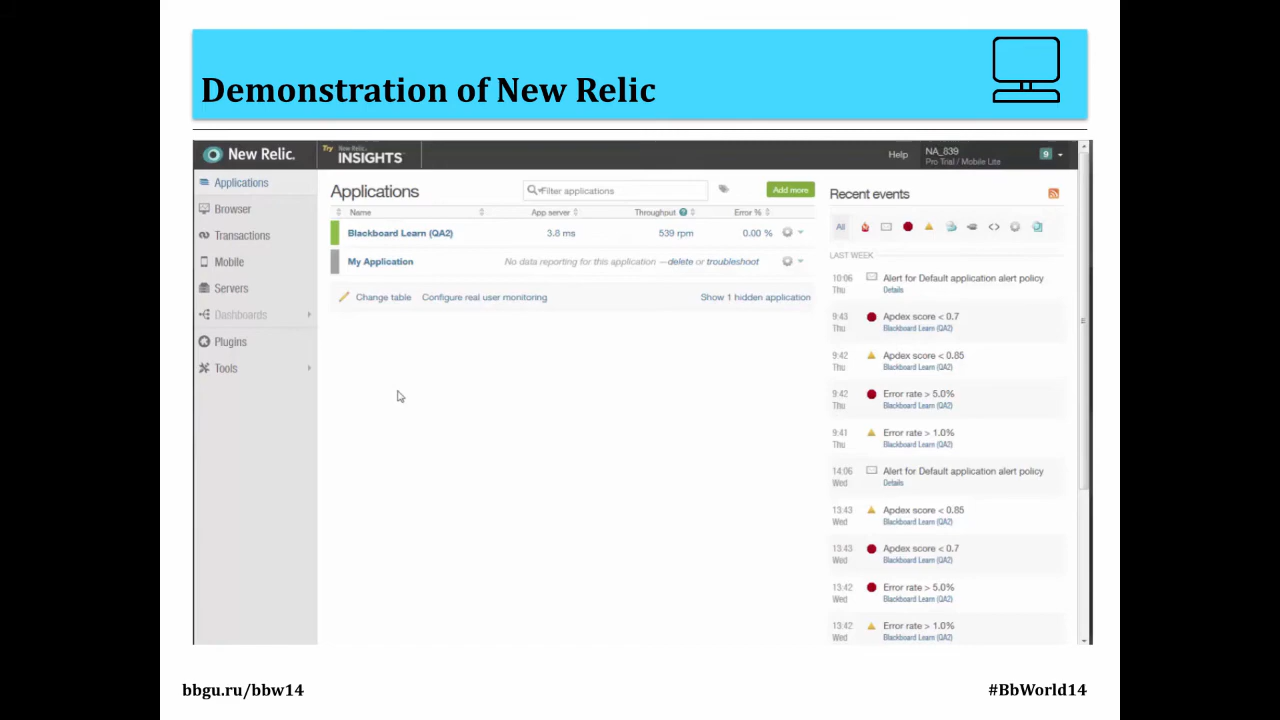 Demonstration of New Relic
New Relic.
Try New Relic.
INSIGHTS
Help
NA_839
Pro Trial / Mobile Lite
9
Applications
Browser
Transactions
Mobile
Servers
Dashboards
Plugins
Tools
Applications
Filter applications
Add more
Name App server Throughput ? Error %
Blackboard Learn (QA2) 3.8 ms 539 rpm 0.00 %
My Application No data reporting for this application — delete or troubleshoot
Change table Configure real user monitoring Show 1 hidden application
Recent events
All
LAST WEEK
10:06 Alert for Default application alert policy
Thu Details
9:43 Apdex score < 0.7
Thu Blackboard Learn (QA2)
9:42 Apdex score < 0.85
Thu Blackboard Learn (QA2)
9:42 Error rate > 5.0%
Thu Blackboard Learn (QA2)
9:41 Error rate > 1.0%
Thu Blackboard Learn (QA2)
14:06 Alert for Default application alert policy
Wed Details
13:43 Apdex score < 0.85
Wed Blackboard Learn (QA2)
13:43 Apdex score < 0.7
Wed Blackboard Learn (QA2)
13:42 Error rate > 5.0%
Wed Blackboard Learn (QA2)
13:42 Error rate > 1.0%
Wed Blackboard Learn (QA2)
bbgu.ru/bbw14
#BbWorld14